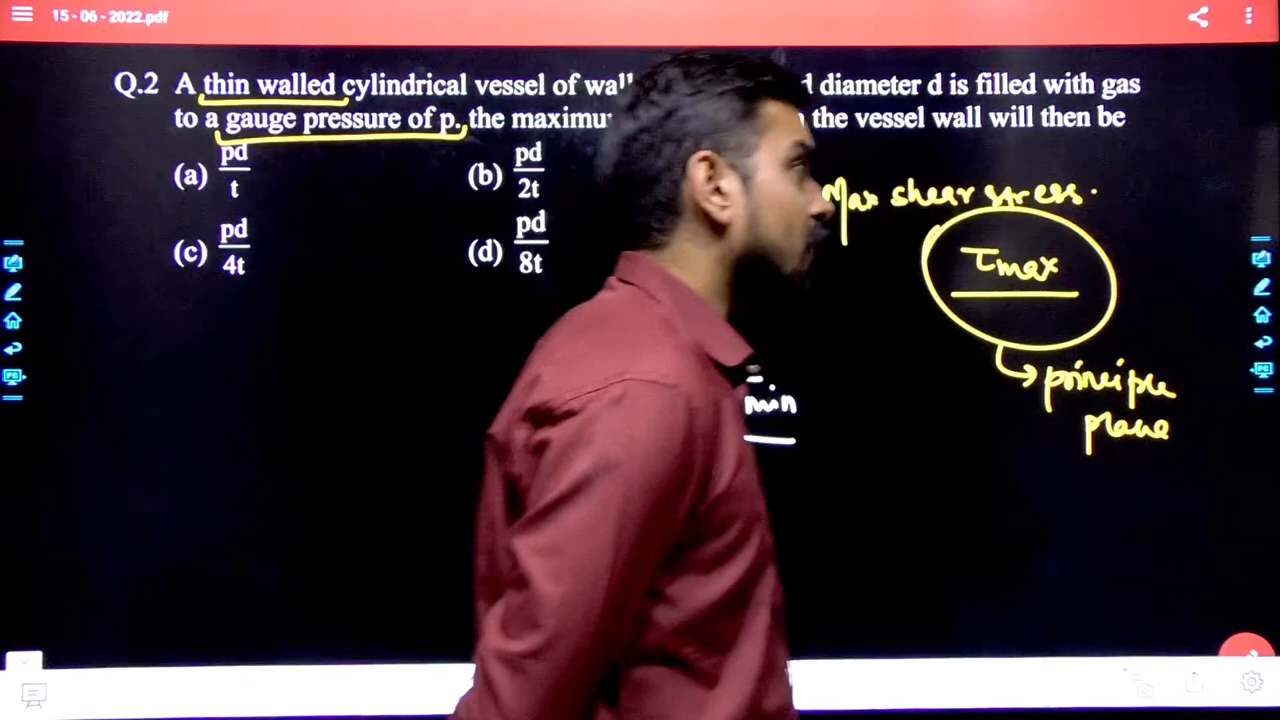 15 - 06 - 2022.pdf
Q.2 A thin walled cylindrical vessel of wall diameter d is filled with gas
to a gauge pressure of p. the the vessel wall will then be
(a) pd/t (b) pd/2t
(c) pd/4t (d) pd/8t
Max shear stress.
τmax
principle
plane
min